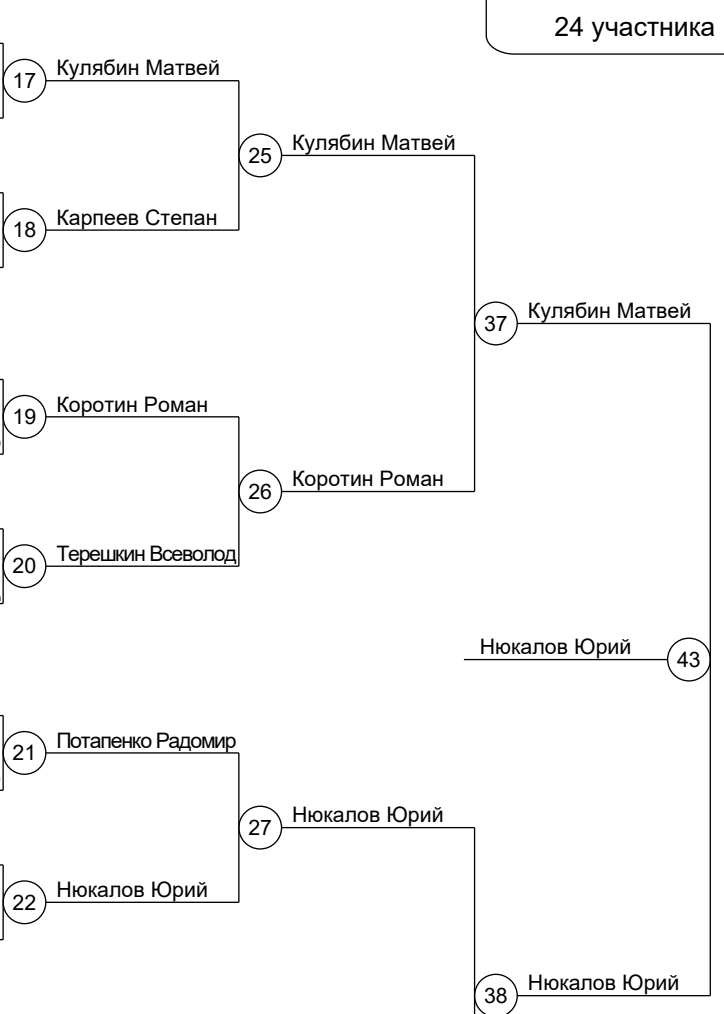 24 участника
17 Кулябин Матвей
25 Кулябин Матвей
18 Карпеев Степан
37 Кулябин Матвей
19 Коротин Роман
26 Коротин Роман
20 Терешкин Всеволод
Нюкалов Юрий 43
21 Потапенко Радомир
27 Нюкалов Юрий
22 Нюкалов Юрий
38 Нюкалов Юрий